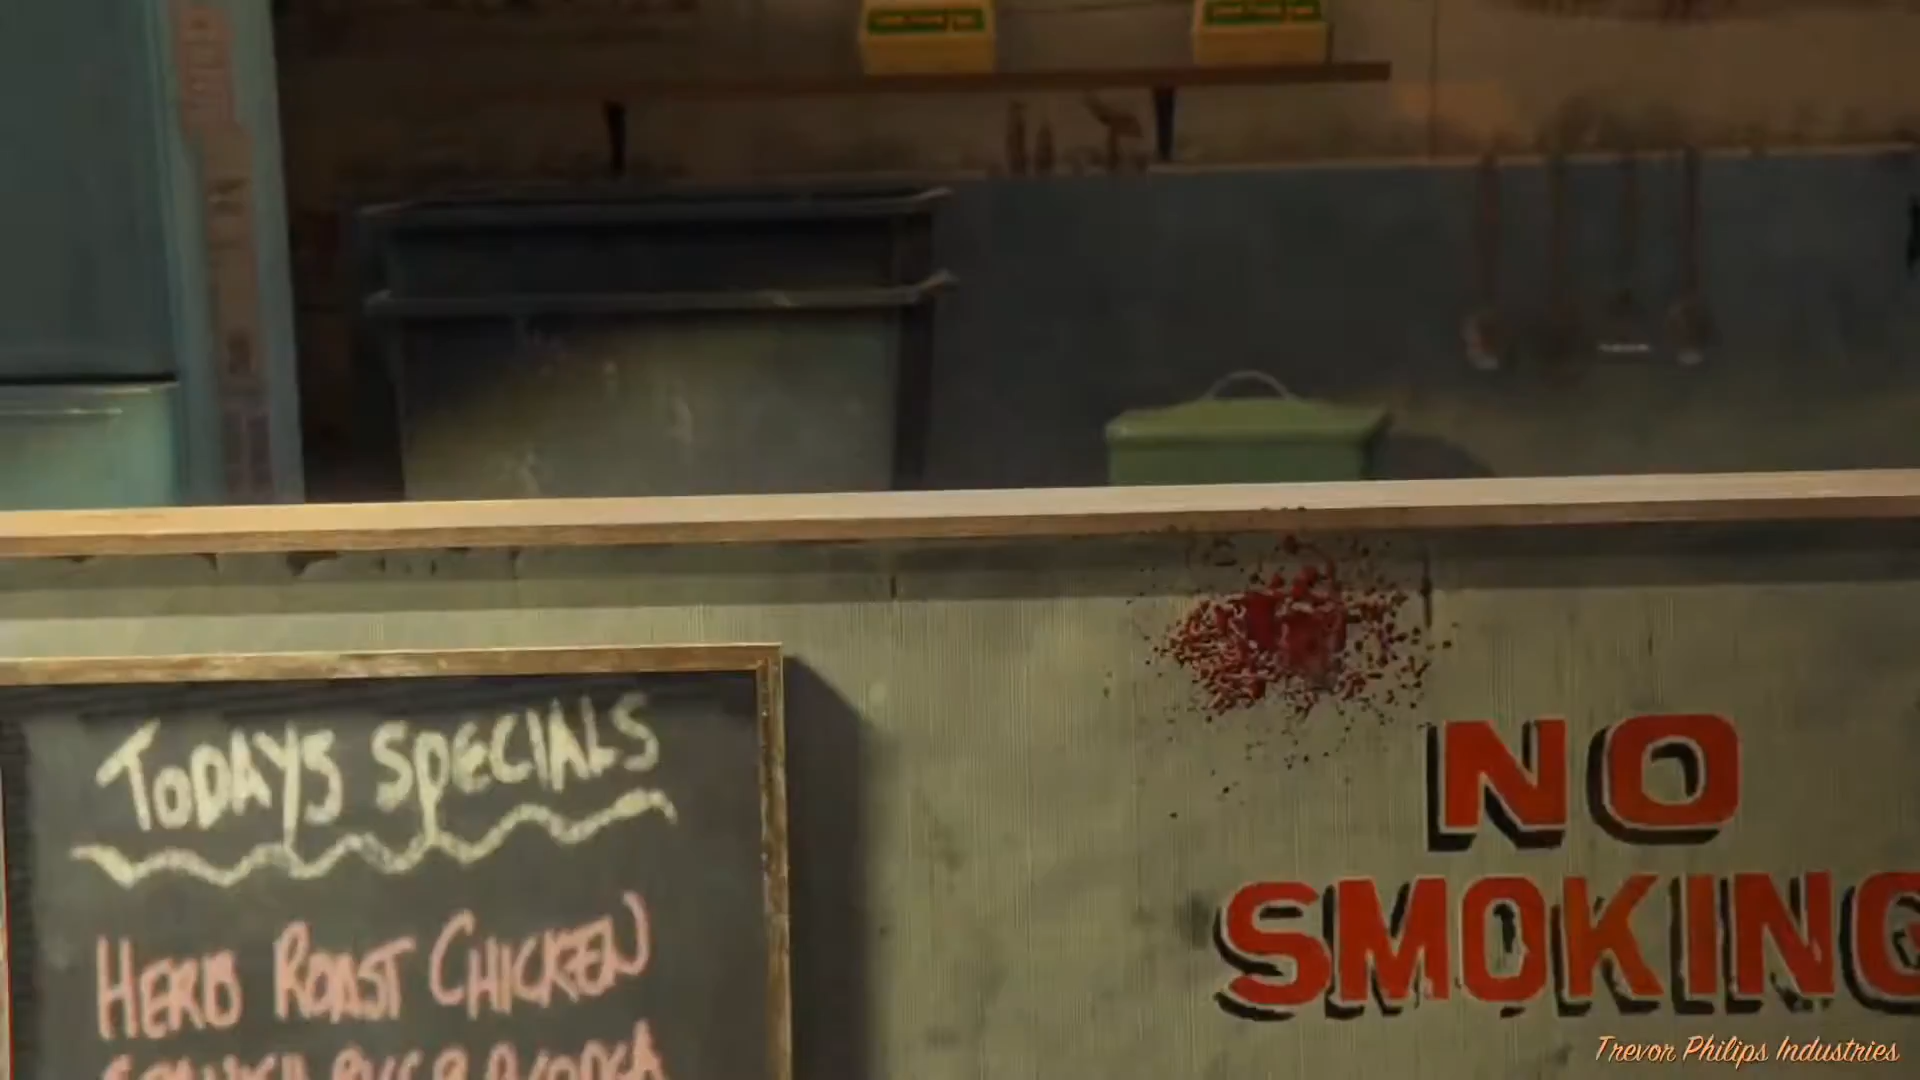 TODAYS SPECIALS
HERB ROAST CHICKEN
NO
SMOKING
Trevor Philips Industries